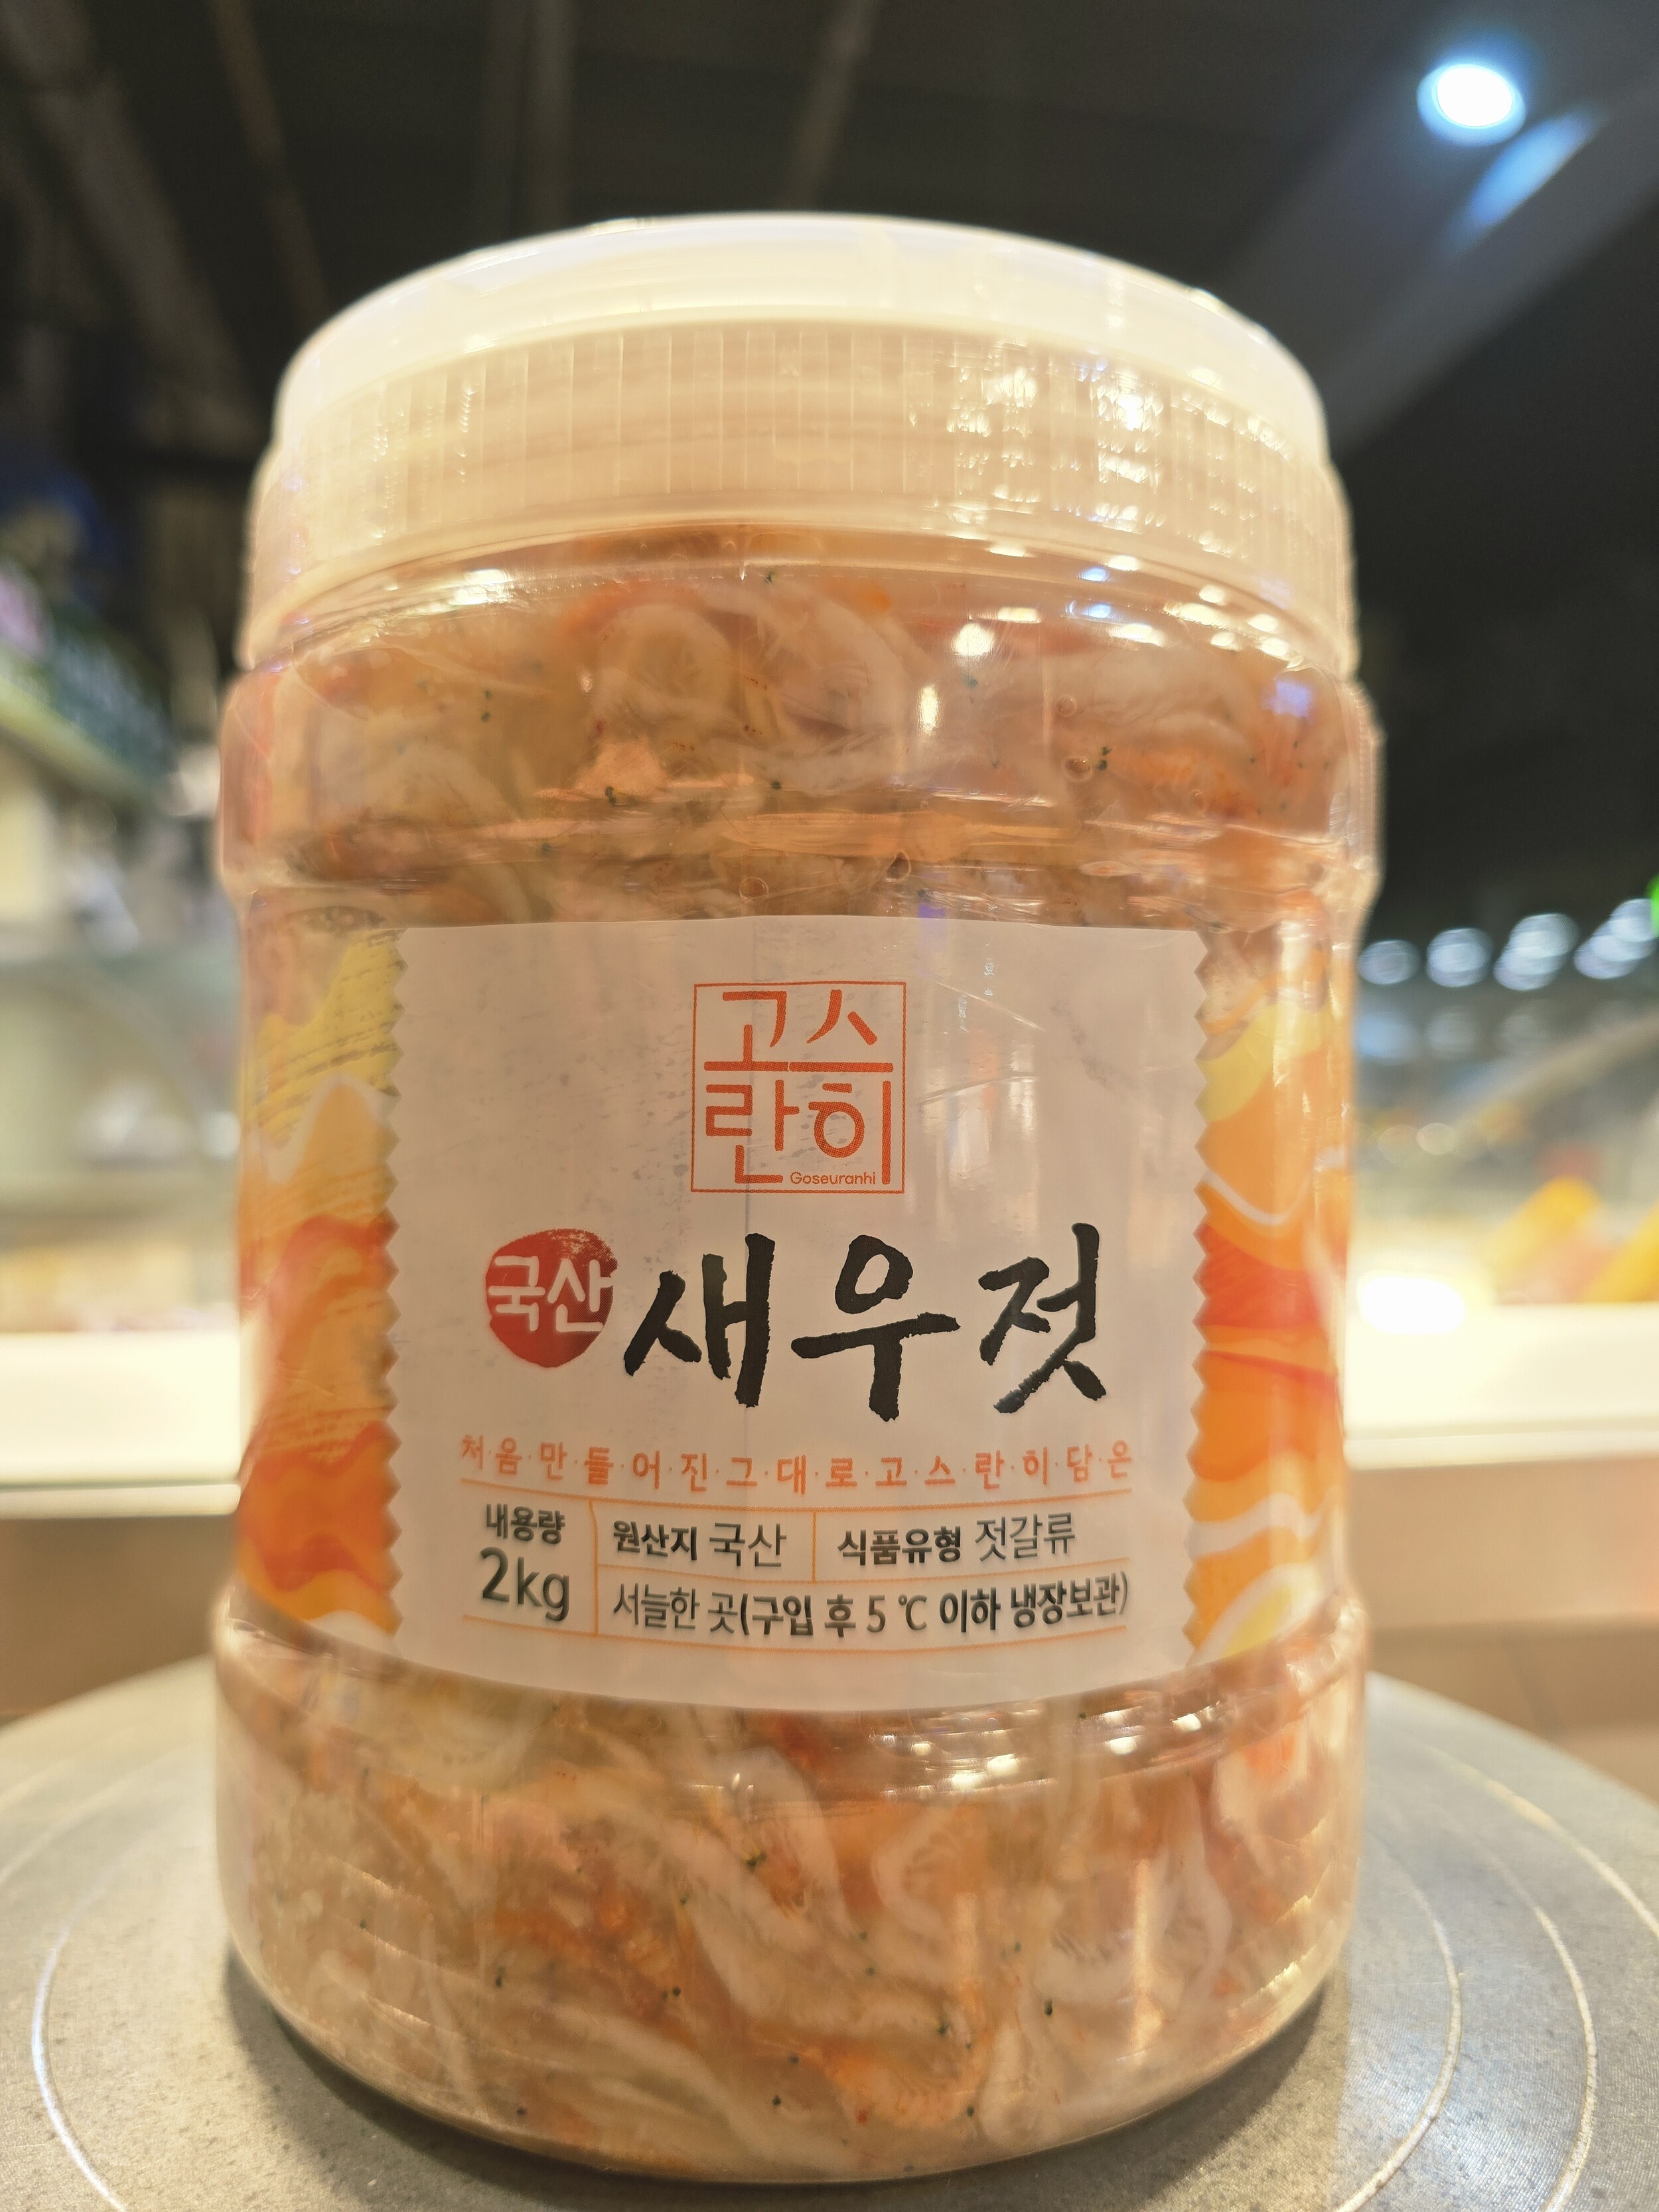 고스
란히
Goseuranhi
국산 새우젓
처·음·만·들·어·진·그·대·로·고·스·란·히·담·은
내용량 2kg
원산지 국산 식품유형 젓갈류
서늘한 곳(구입 후 5 ℃ 이하 냉장보관)